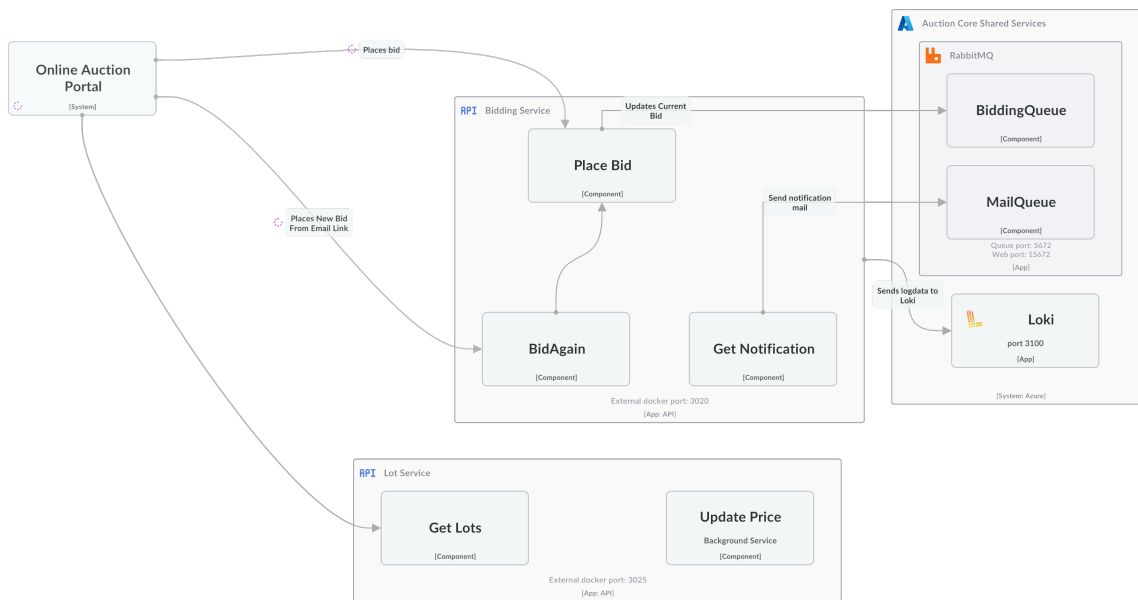 Online Auction
Portal
[System]
Places bid
Places New Bid
From Email Link
API Bidding Service
Place Bid
[Component]
Updates Current
Bid
BidAgain
[Component]
Get Notification
[Component]
Send notification
mail
External docker port: 3020
[App: API]
Auction Core Shared Services
RabbitMQ
BiddingQueue
[Component]
MailQueue
[Component]
Queue port: 5672
Web port: 15672
[App]
Sends logdata to
Loki
Loki
port 3100
[App]
[System: Azure]
API Lot Service
Get Lots
[Component]
Update Price
Background Service
[Component]
External docker port: 3025
[App: API]